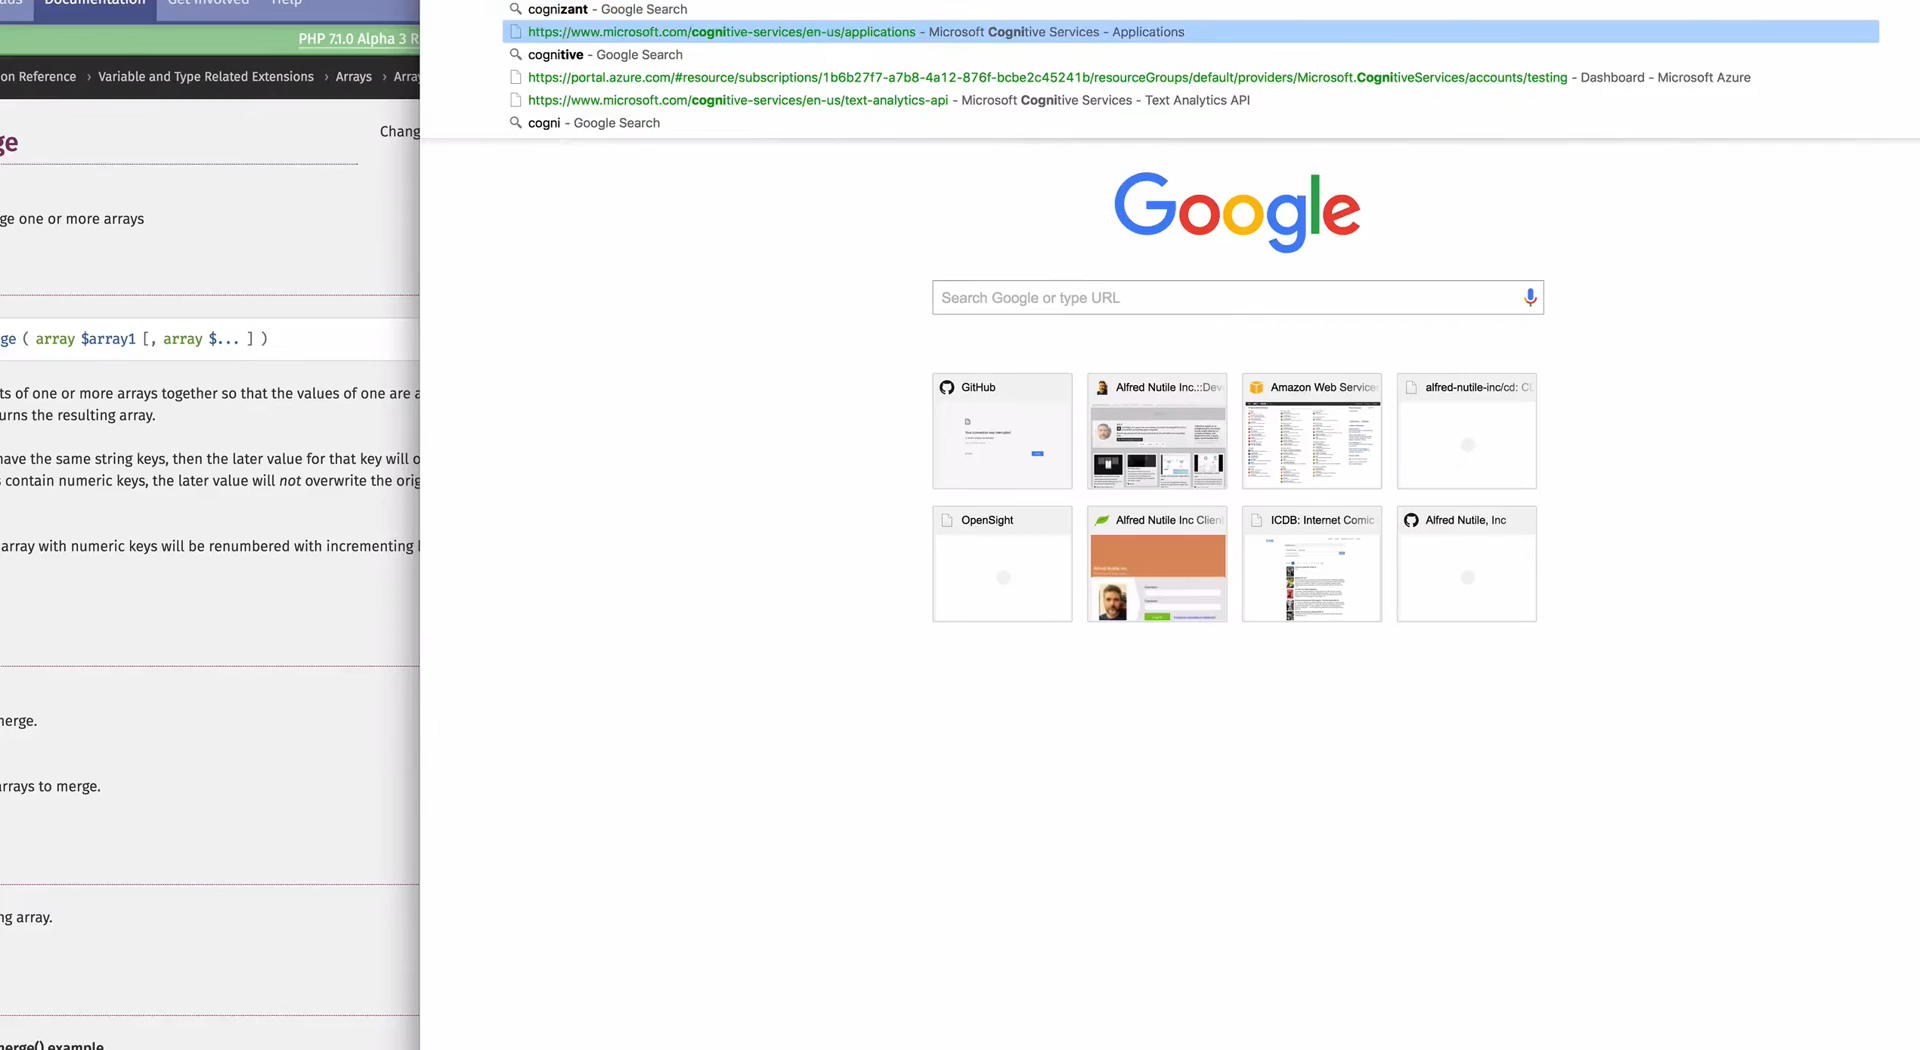 Documentation
Get Involved
Help
PHP 7.1.0 Alpha 3 R
on Reference › Variable and Type Related Extensions › Arrays › Array
Chang
ge
ge one or more arrays
ge ( array $array1 [, array $... ] )
ts of one or more arrays together so that the values of one are a
urns the resulting array.
have the same string keys, then the later value for that key will o
contain numeric keys, the later value will not overwrite the orig
array with numeric keys will be renumbered with incrementing
merge.
arrays to merge.
ng array.
merge() example
cognizant - Google Search
https://www.microsoft.com/cognitive-services/en-us/applications - Microsoft Cognitive Services - Applications
cognitive - Google Search
https://portal.azure.com/#resource/subscriptions/1b6b27f7-a7b8-4a12-876f-bcbe2c45241b/resourceGroups/default/providers/Microsoft.CognitiveServices/accounts/testing - Dashboard - Microsoft Azure
https://www.microsoft.com/cognitive-services/en-us/text-analytics-api - Microsoft Cognitive Services - Text Analytics API
cogni - Google Search
Google
Search Google or type URL
GitHub
Alfred Nutile Inc.::Dev
Amazon Web Service
alfred-nutile-inc/cd:
OpenSight
Alfred Nutile Inc Clien
ICDB: Internet Comic
Alfred Nutile, Inc